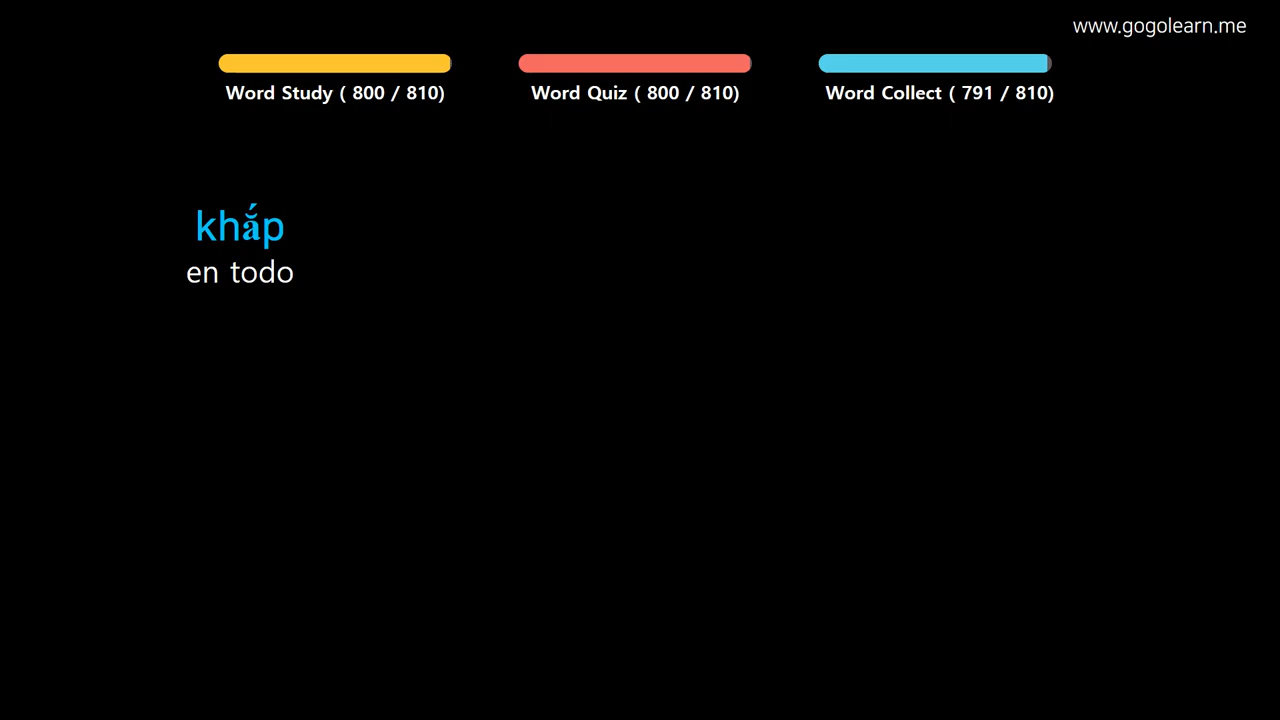 www.gogolearn.me
Word Study ( 800 / 810)
Word Quiz ( 800 / 810)
Word Collect ( 791 / 810)
khắp
en todo